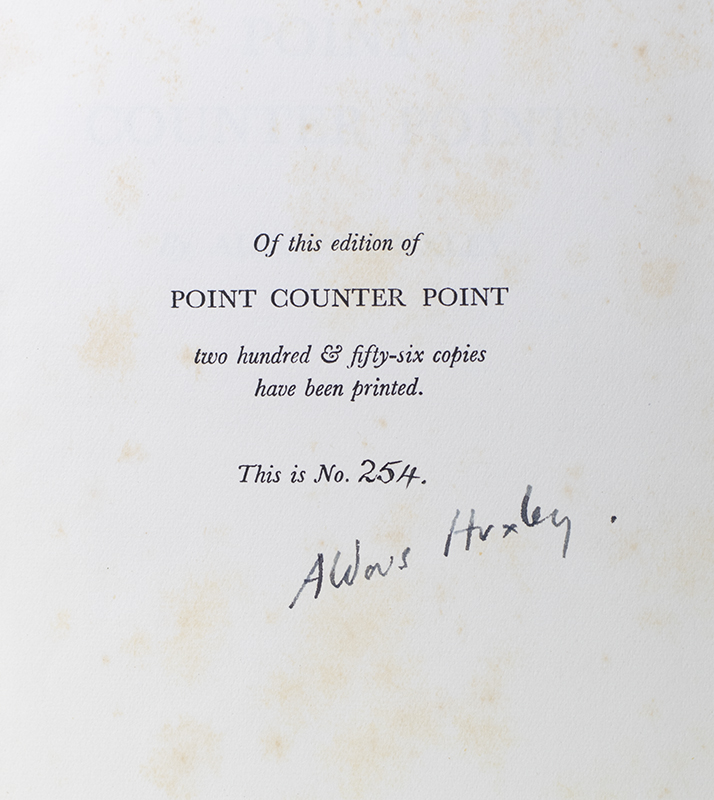 Of this edition of
POINT COUNTER POINT
two hundred & fifty-six copies
have been printed.
This is No. 254.
Aldous Huxley.